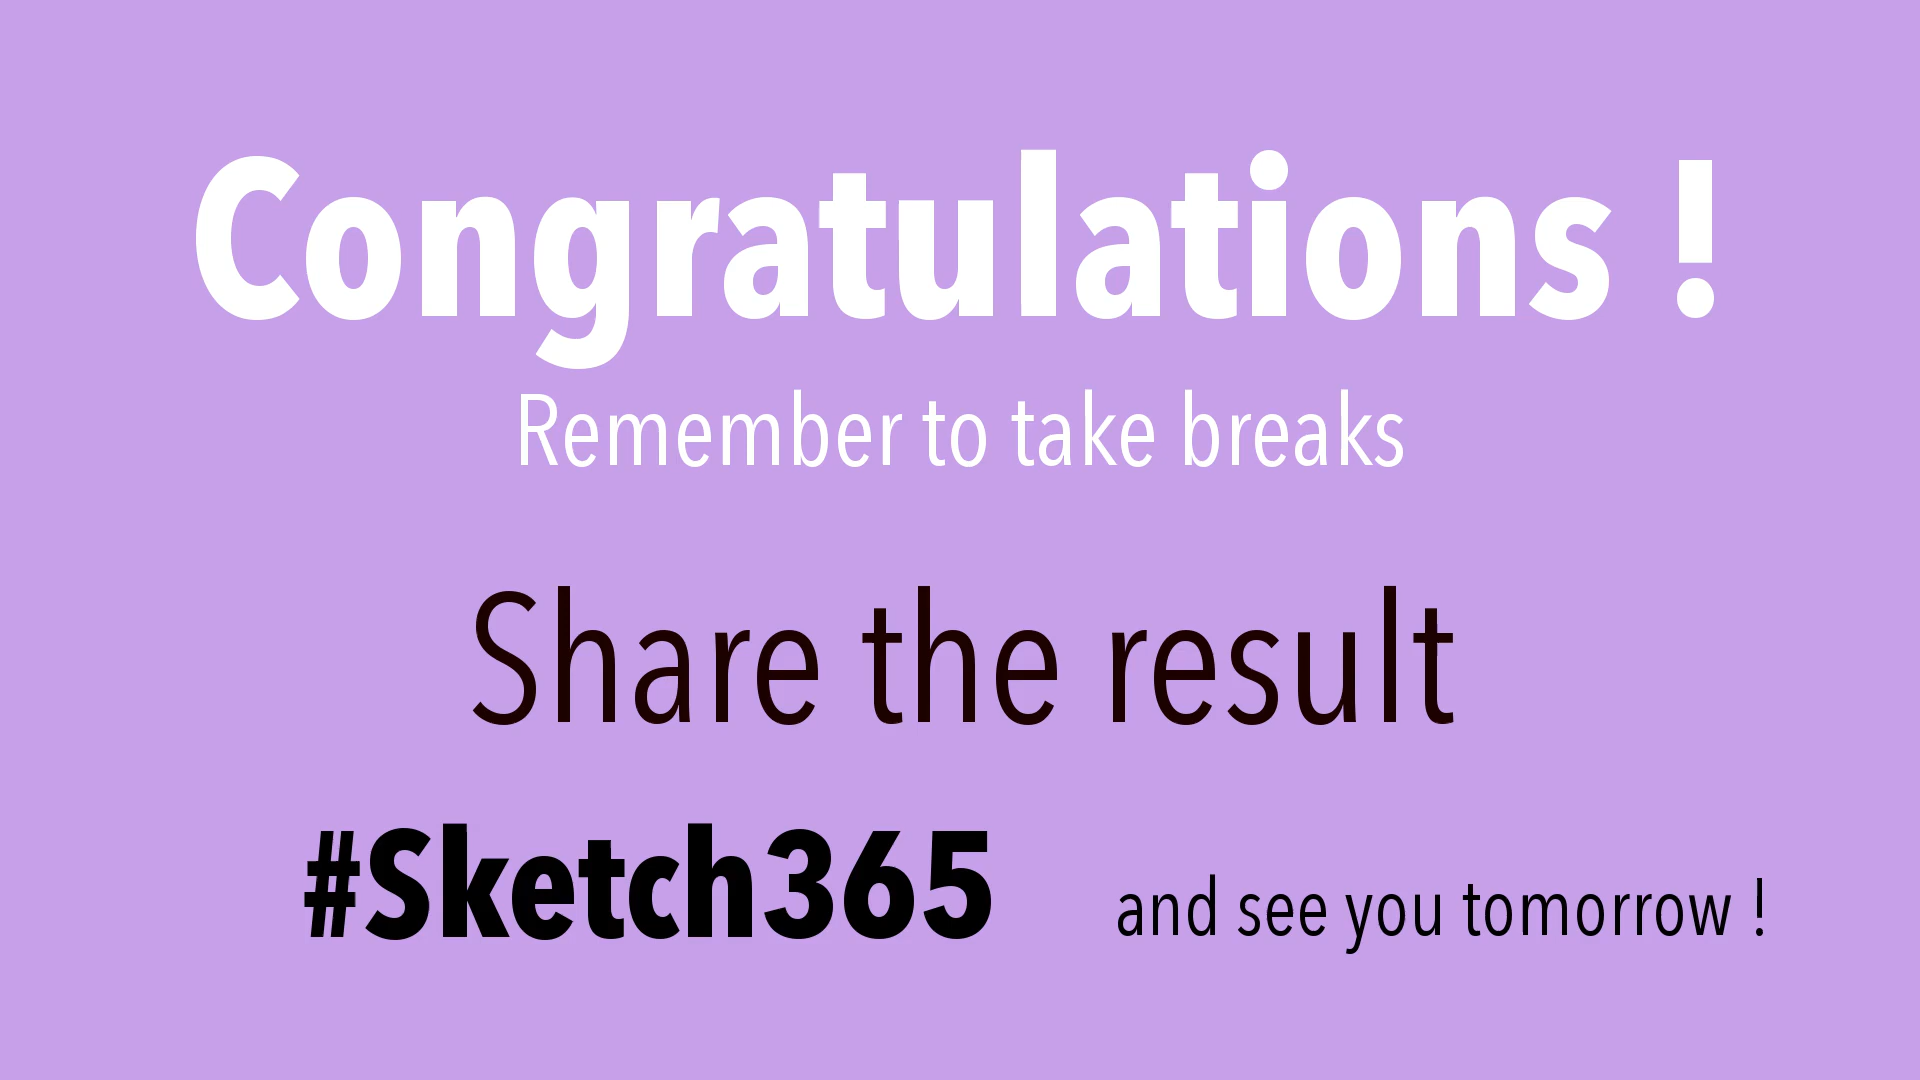 Congratulations !
Remember to take breaks
Share the result
#Sketch365 and see you tomorrow !